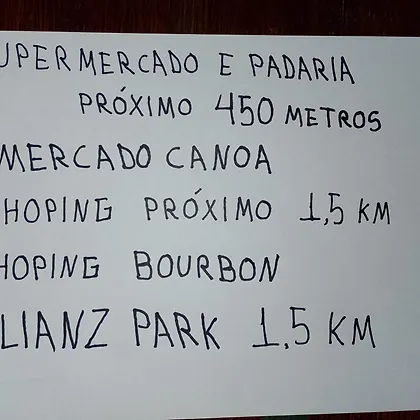 UPERMERCADO E PADARIA
PRÓXIMO 450 METROS
MERCADO CANOA
HOPING PRÓXIMO 1,5 KM
HOPING BOURBON
LIANZ PARK 1,5 KM